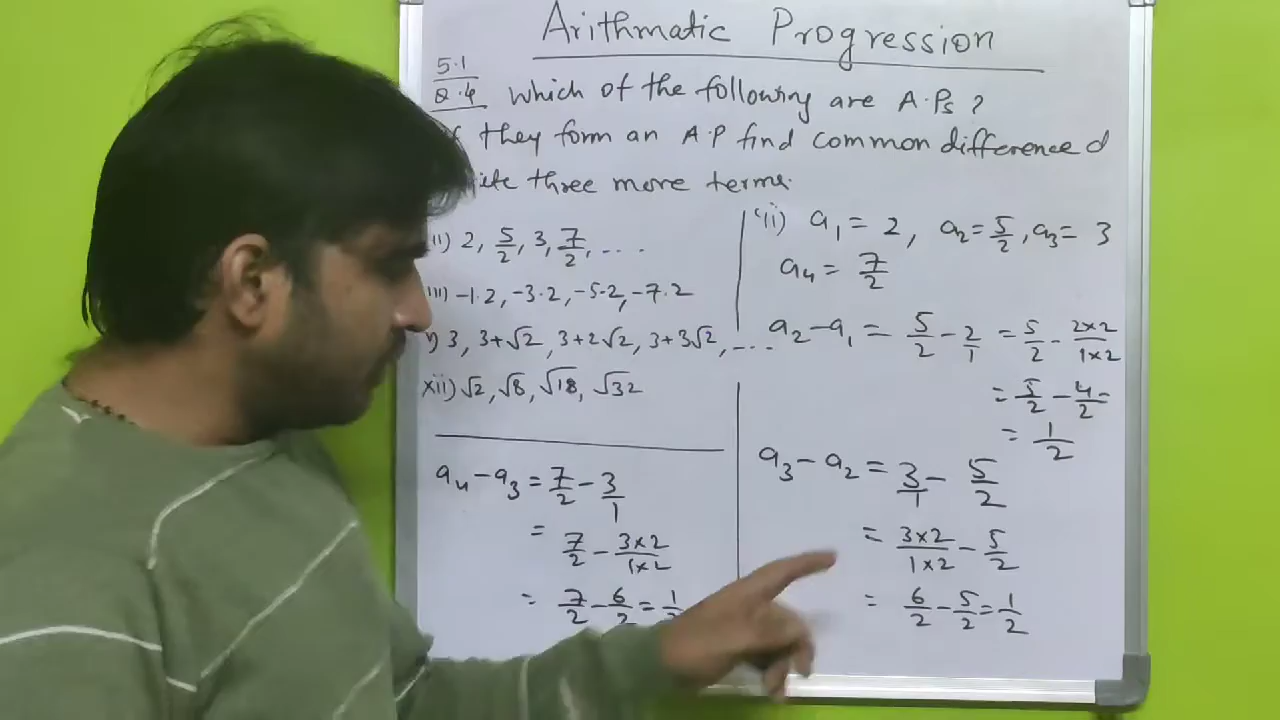 Arithmatic Progression
5.1
Q.4 which of the following are A.Ps ?
they form an A.P find common difference d
three more terms.
ii) 2, 5/2, 3, 7/2, ....
iii) -1.2, -3.2, -5.2, -7.2
) 3, 3+√2, 3+2√2, 3+3√2, ....
xii) √2, √8, √18, √32
a4 - a3 = 7/2 - 3/1
= 7/2 - 3×2/1×2
= 7/2 - 6/2 = 1/
(ii) a1 = 2, a2 = 5/2, a3 = 3
a4 = 7/2
a2 - a1 = 5/2 - 2/1 = 5/2 - 2×2/1×2
= 5/2 - 4/2 =
= 1/2
a3 - a2 = 3/1 - 5/2
= 3×2/1×2 - 5/2
= 6/2 - 5/2 = 1/2